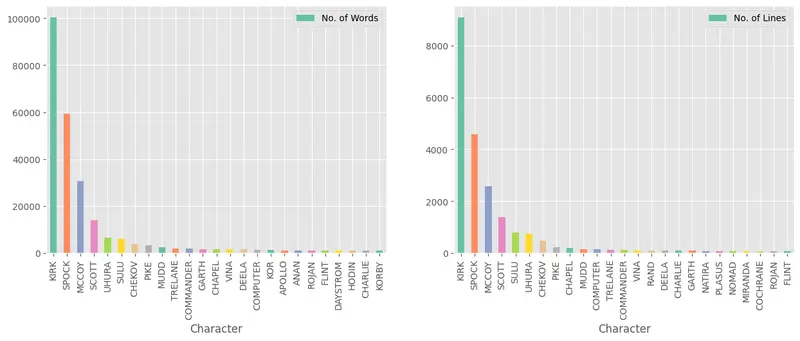 No. of Words
100000
80000
60000
40000
20000
0
KIRK
SPOCK
MCCOY
SCOTT
UHURA
SULU
CHEKOV
PIKE
MUDD
TRELANE
COMMANDER
GARTH
CHAPEL
VINA
DEELA
COMPUTER
KOR
APOLLO
ANAN
ROJAN
FLINT
DAYSTROM
HODIN
CHARLIE
KORBY
Character
No. of Lines
8000
6000
4000
2000
0
KIRK
SPOCK
MCCOY
SCOTT
SULU
UHURA
CHEKOV
PIKE
CHAPEL
MUDD
COMPUTER
TRELANE
COMMANDER
VINA
RAND
DEELA
CHARLIE
GARTH
NATIRA
PLASUS
NOMAD
MIRANDA
COCHRANE
ROJAN
FLINT
Character